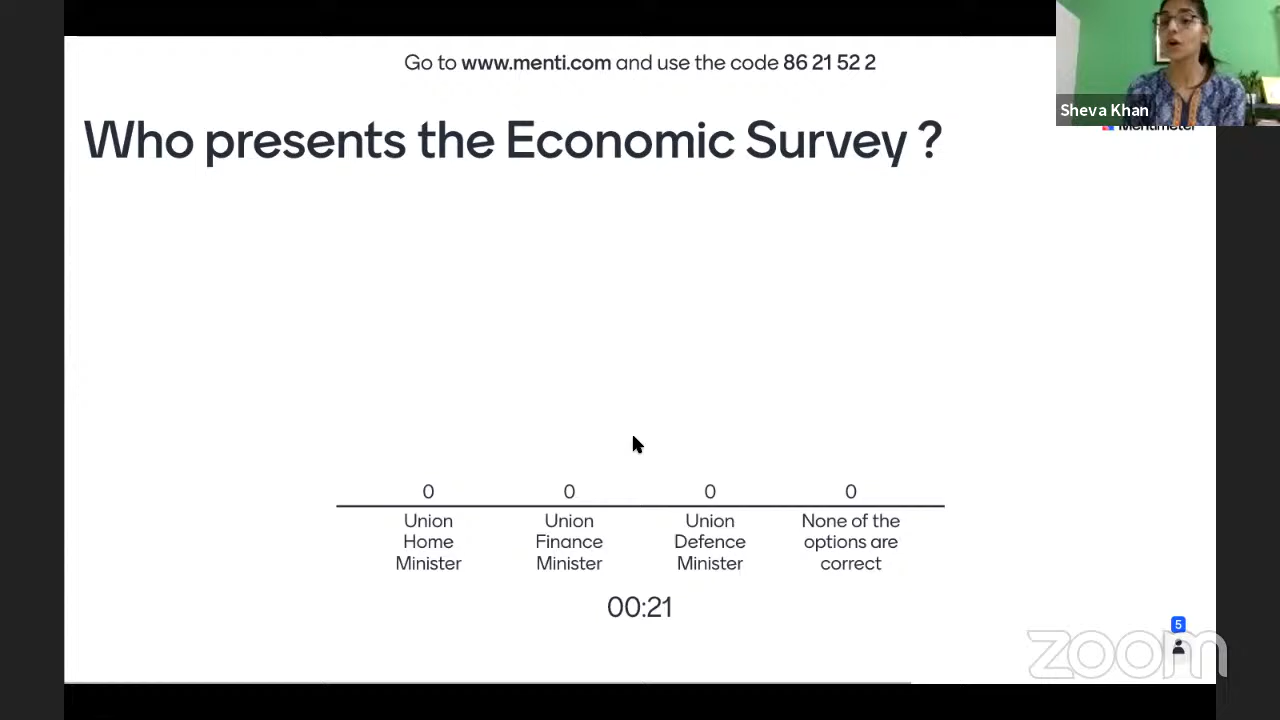 Go to www.menti.com and use the code 86 21 52 2
Sheva Khan
Mentimeter
Who presents the Economic Survey ?
0 0 0 0
Union Home Minister
Union Finance Minister
Union Defence Minister
None of the options are correct
00:21
5
zoom